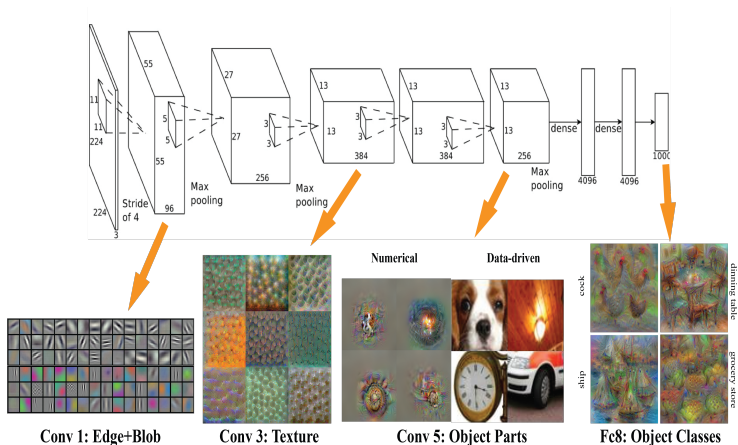 55
27
13
13
13
11
5
3
3
3
11
5
27
3
13
3
13
3
13
dense
dense
224
55
384
384
256
1000
Stride
of 4
Max
pooling
256
Max
pooling
Max
pooling
4096
4096
224
96
3
Numerical
Data-driven
cock
dinning table
ship
grocery store
Conv 1: Edge+Blob
Conv 3: Texture
Conv 5: Object Parts
Fc8: Object Classes